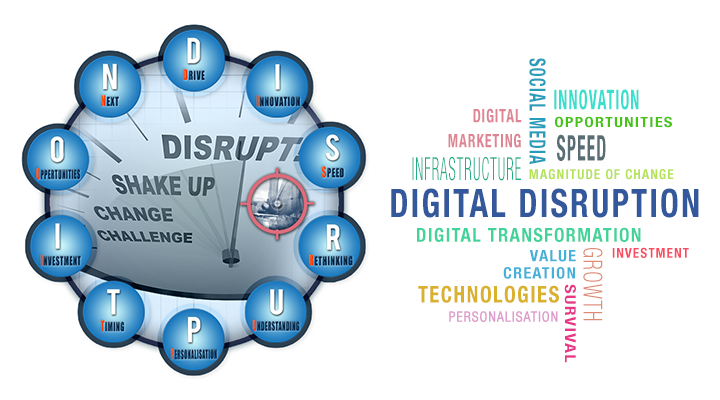 D
DRIVE
I
INNOVATION
S
SPEED
R
RETHINKING
U
UNDERSTANDING
P
PERSONALISATION
T
TIMING
I
INVESTMENT
O
OPPERTUNITIES
N
NEXT
DISRUPT!
SHAKE UP
CHANGE
CHALLENGE
SOCIAL MEDIA
INNOVATION
DIGITAL
MARKETING
OPPORTUNITIES
SPEED
INFRASTRUCTURE
MAGNITUDE OF CHANGE
DIGITAL DISRUPTION
DIGITAL TRANSFORMATION
VALUE
CREATION
GROWTH
INVESTMENT
TECHNOLOGIES
SURVIVAL
PERSONALISATION